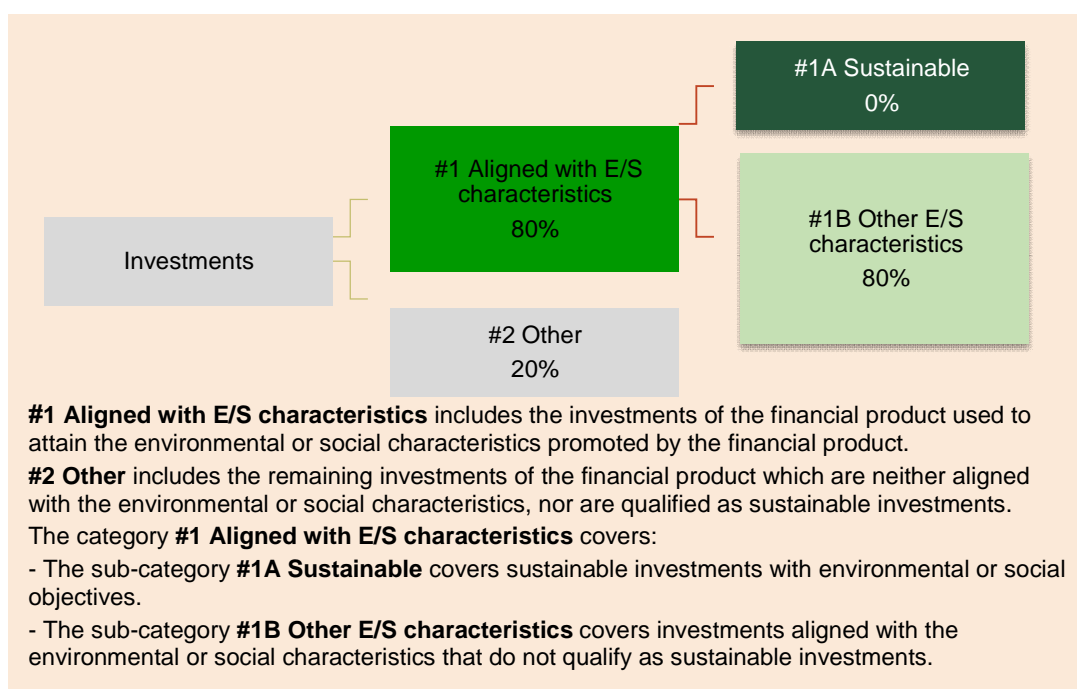 #1A Sustainable
0%
#1 Aligned with E/S
characteristics
80%
#1B Other E/S
characteristics
80%
Investments
#2 Other
20%
#1 Aligned with E/S characteristics includes the investments of the financial product used to
attain the environmental or social characteristics promoted by the financial product.
#2 Other includes the remaining investments of the financial product which are neither aligned
with the environmental or social characteristics, nor are qualified as sustainable investments.
The category #1 Aligned with E/S characteristics covers:
- The sub-category #1A Sustainable covers sustainable investments with environmental or social
objectives.
- The sub-category #1B Other E/S characteristics covers investments aligned with the
environmental or social characteristics that do not qualify as sustainable investments.